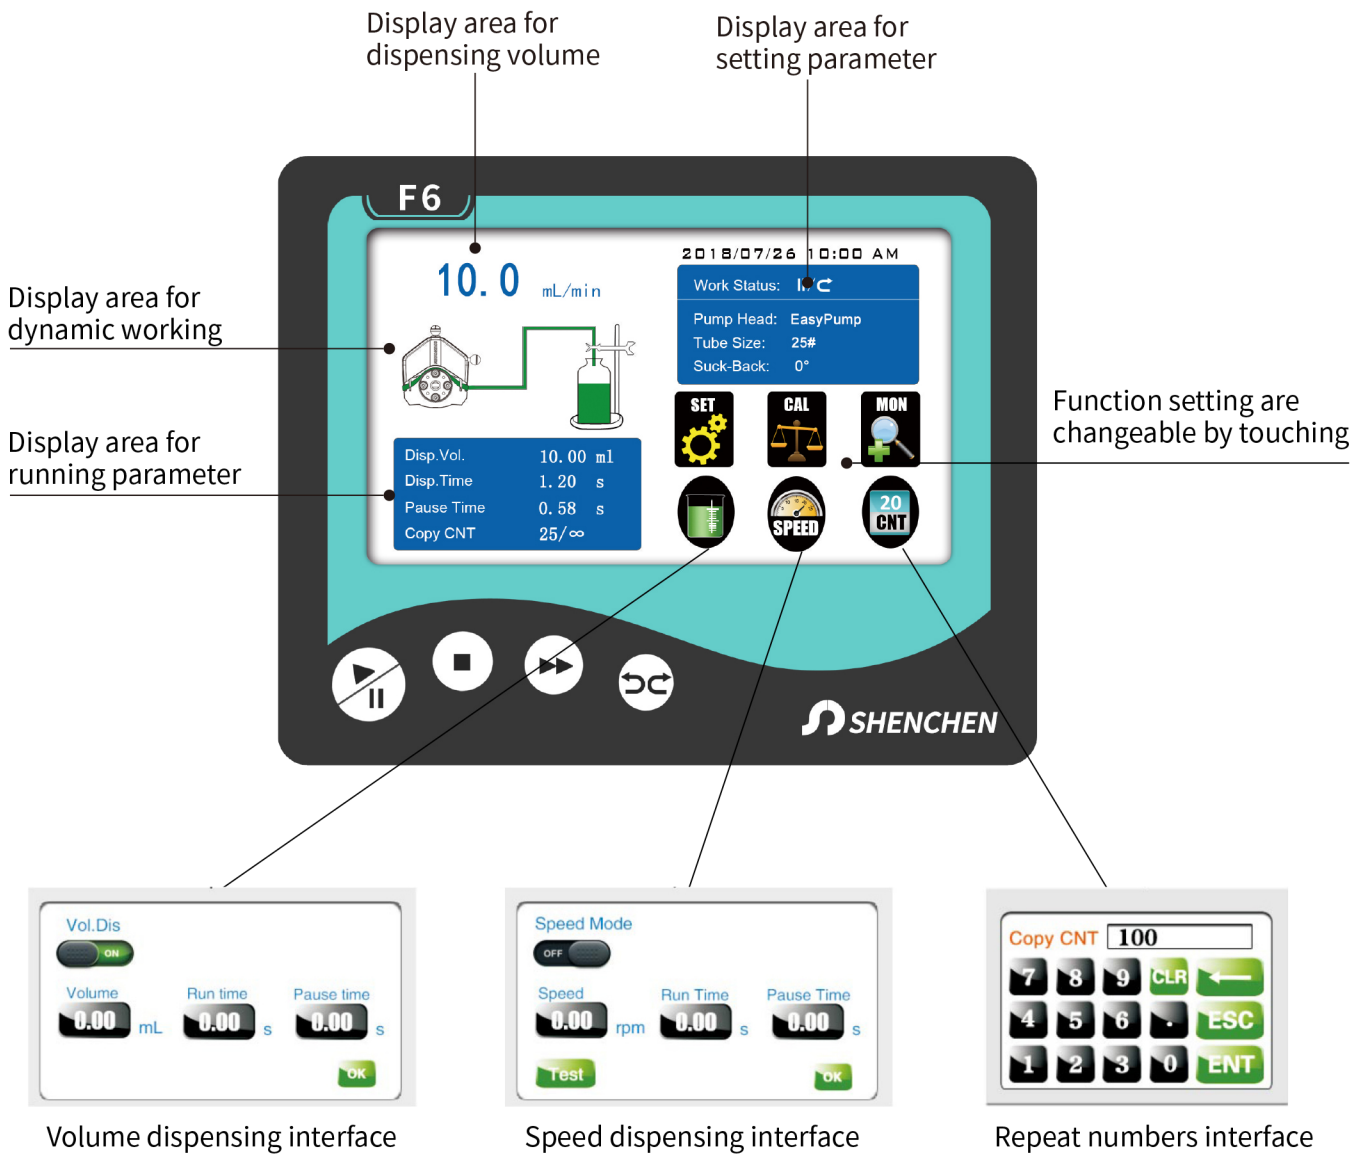 Display area for
dispensing volume
Display area for
setting parameter
F6
10.0 mL/min
2018/07/26 10:00 AM
Work Status:
Pump Head: EasyPump
Tube Size: 25#
Suck-Back: 0°
Display area for
dynamic working
SET
CAL
MON
Function setting are
changeable by touching
Display area for
running parameter
Disp.Vol. 10.00 ml
Disp.Time 1.20 s
Pause Time 0.58 s
Copy CNT 25/∞
SPEED
20
CNT
SHENCHEN
Vol.Dis
ON
Volume Run time Pause time
0.00 mL 0.00 s 0.00 s
OK
Volume dispensing interface
Speed Mode
OFF
Speed Run Time Pause Time
0.00 rpm 0.00 s 0.00 s
Test OK
Speed dispensing interface
Copy CNT 100
7 8 9 CLR
4 5 6 . ESC
1 2 3 0 ENT
Repeat numbers interface